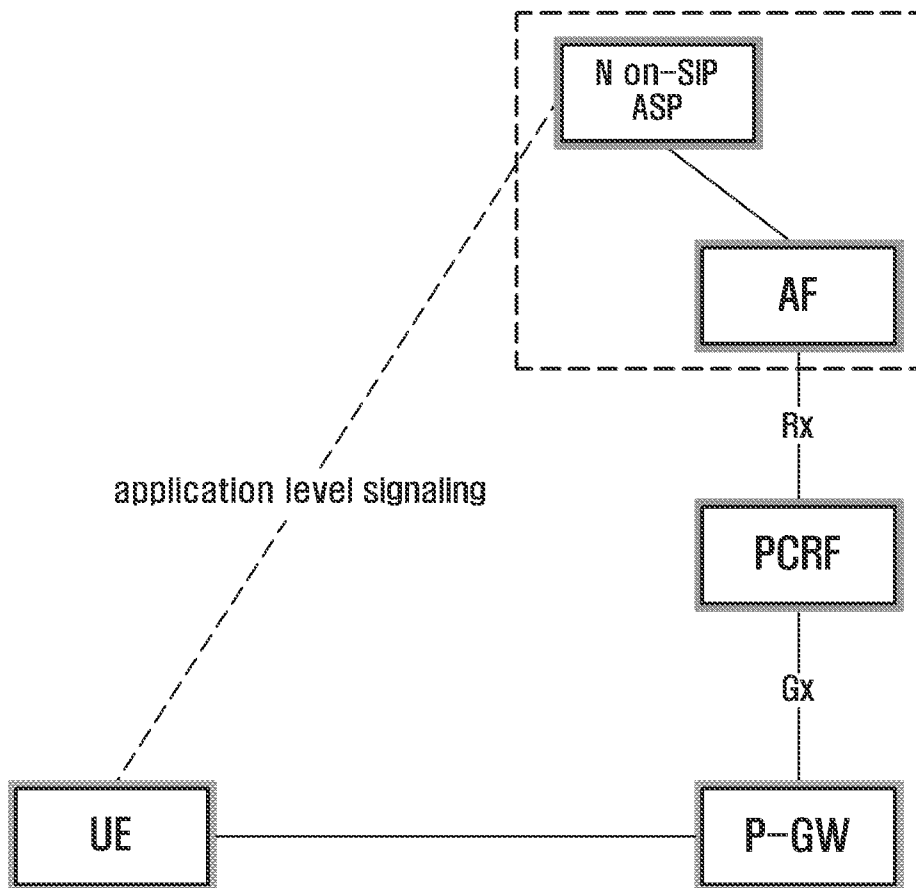 N on-SIP
ASP
AF
Rx
application level signaling
PCRF
Gx
UE
P-GW